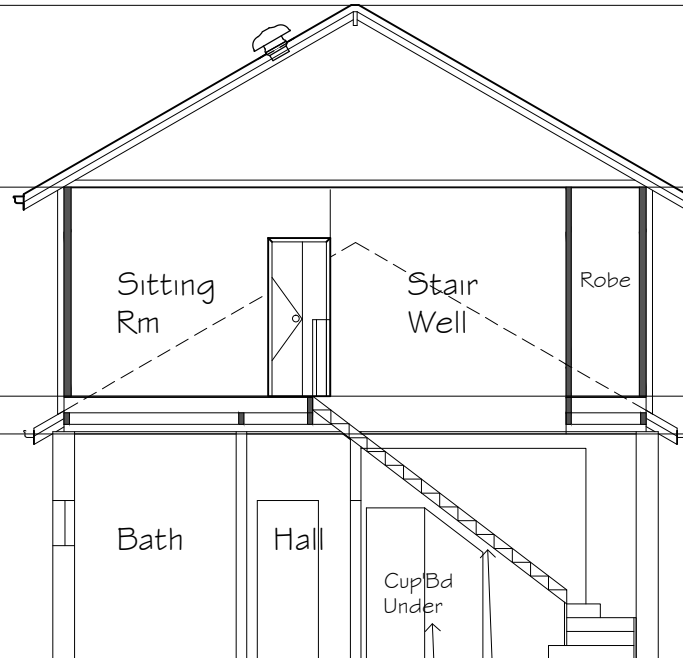 Sitting
Rm
Stair
Well
Robe
Bath
Hall
Cup'Bd
Under